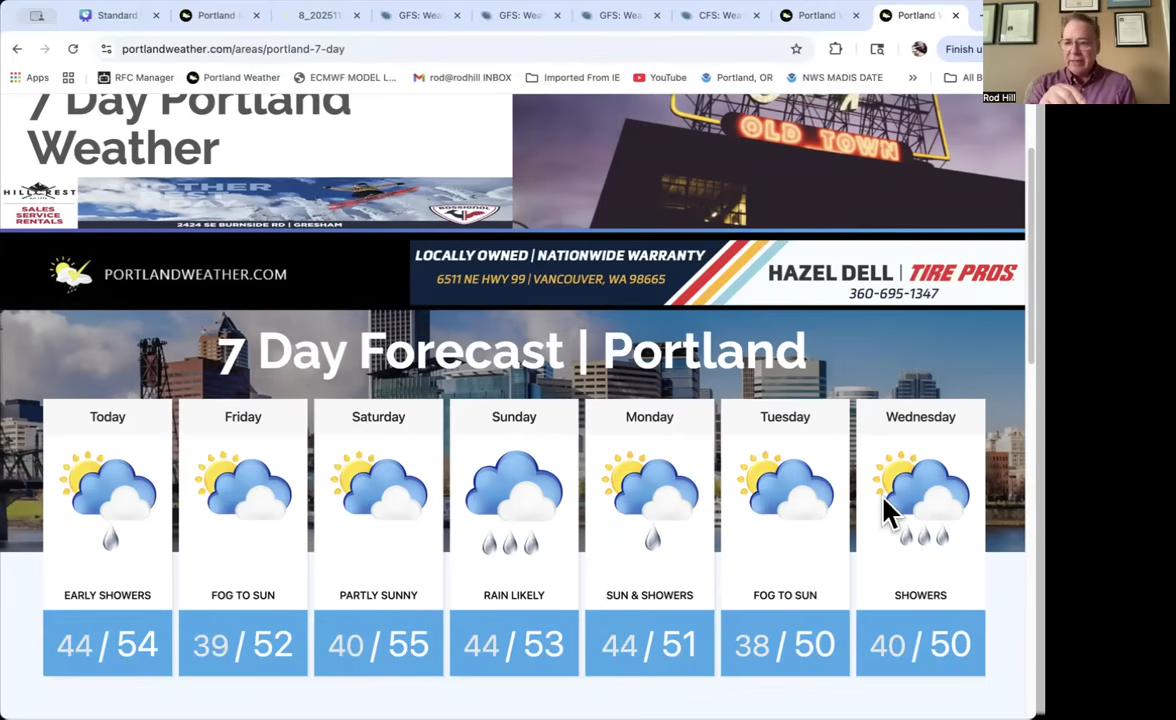 Standard
Portland
8_202511
GFS: Wea
GFS: Wea
GFS: Wea
CFS: Wea
Portland
Portland
portlandweather.com/areas/portland-7-day
Finish u
Apps
RFC Manager
Portland Weather
ECMWF MODEL L...
rod@rodhill INBOX
Imported From IE
YouTube
Portland, OR
NWS MADIS DATE
All B
Rod Hill
7 Day Portland
Weather
OLD TOWN
HILLCREST
SALES
SERVICE
RENTALS
ROSSIGNOL
2424 SE BURNSIDE RD | GRESHAM
PORTLANDWEATHER.COM
LOCALLY OWNED | NATIONWIDE WARRANTY
6511 NE HWY 99 | VANCOUVER, WA 98665
HAZEL DELL | TIRE PROS.
360-695-1347
7 Day Forecast | Portland
Today Friday Saturday Sunday Monday Tuesday Wednesday
EARLY SHOWERS FOG TO SUN PARTLY SUNNY RAIN LIKELY SUN & SHOWERS FOG TO SUN SHOWERS
44 / 54 39 / 52 40 / 55 44 / 53 44 / 51 38 / 50 40 / 50